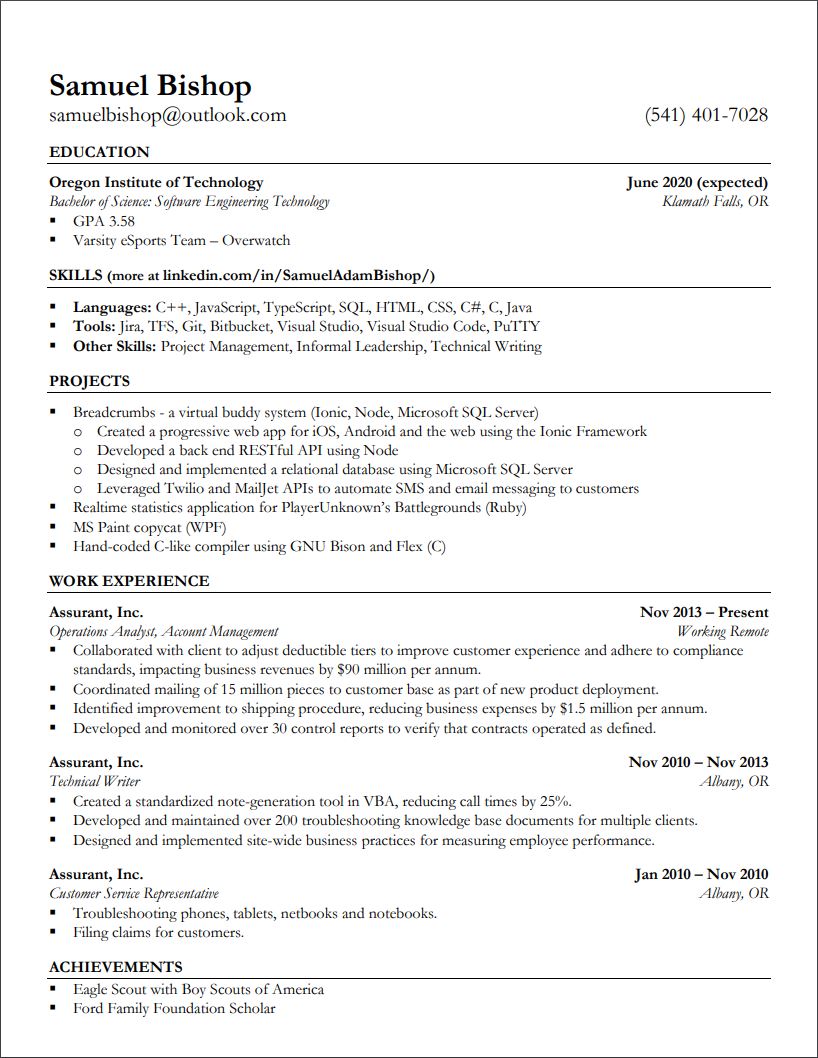 Samuel Bishop
samuelbishop@outlook.com (541) 401-7028
EDUCATION
Oregon Institute of Technology June 2020 (expected)
Bachelor of Science: Software Engineering Technology Klamath Falls, OR
▪ GPA 3.58
▪ Varsity eSports Team – Overwatch
SKILLS (more at linkedin.com/in/SamuelAdamBishop/)
▪ Languages: C++, JavaScript, TypeScript, SQL, HTML, CSS, C#, C, Java
▪ Tools: Jira, TFS, Git, Bitbucket, Visual Studio, Visual Studio Code, PuTTY
▪ Other Skills: Project Management, Informal Leadership, Technical Writing
PROJECTS
▪ Breadcrumbs - a virtual buddy system (Ionic, Node, Microsoft SQL Server)
o Created a progressive web app for iOS, Android and the web using the Ionic Framework
o Developed a back end RESTful API using Node
o Designed and implemented a relational database using Microsoft SQL Server
o Leveraged Twilio and MailJet APIs to automate SMS and email messaging to customers
▪ Realtime statistics application for PlayerUnknown’s Battlegrounds (Ruby)
▪ MS Paint copycat (WPF)
▪ Hand-coded C-like compiler using GNU Bison and Flex (C)
WORK EXPERIENCE
Assurant, Inc. Nov 2013 – Present
Operations Analyst, Account Management Working Remote
▪ Collaborated with client to adjust deductible tiers to improve customer experience and adhere to compliance
standards, impacting business revenues by $90 million per annum.
▪ Coordinated mailing of 15 million pieces to customer base as part of new product deployment.
▪ Identified improvement to shipping procedure, reducing business expenses by $1.5 million per annum.
▪ Developed and monitored over 30 control reports to verify that contracts operated as defined.
Assurant, Inc. Nov 2010 – Nov 2013
Technical Writer Albany, OR
▪ Created a standardized note-generation tool in VBA, reducing call times by 25%.
▪ Developed and maintained over 200 troubleshooting knowledge base documents for multiple clients.
▪ Designed and implemented site-wide business practices for measuring employee performance.
Assurant, Inc. Jan 2010 – Nov 2010
Customer Service Representative Albany, OR
▪ Troubleshooting phones, tablets, netbooks and notebooks.
▪ Filing claims for customers.
ACHIEVEMENTS
▪ Eagle Scout with Boy Scouts of America
▪ Ford Family Foundation Scholar